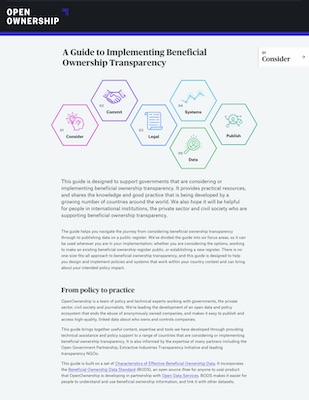 OPEN
OWNERSHIP
A Guide to Implementing Beneficial
Ownership Transparency
01
Consider
02
Commit
04
Systems
01
Consider
03
Legal
Publish
05
Data
This guide is designed to support governments that are considering or
implementing beneficial ownership transparency. It provides practical resources,
and shares the knowledge and good practice that is being developed by a
growing number of countries around the world. We also hope it will be helpful
for people in international institutions, the private sector and civil society who are
supporting beneficial ownership transparency.
The guide helps you navigate the journey from considering beneficial ownership transparency
through to publishing data on a public register. We've divided the guide into six focus areas, so it can
be used wherever you are in your implementation: whether you are considering the options, working
to make an existing beneficial ownership register public, or establishing a new register. There is no
one-size fits all approach to beneficial ownership transparency, and this guide is designed to help
you design and implement policies and systems that work within your country context and can bring
about your intended policy impact.
From policy to practice
OpenOwnership is a team of policy and technical experts working with governments, the private
sector, civil society and journalists. We're leading the development of an open data and policy
ecosystem that ends the abuse of anonymously owned companies, and makes it easy to publish and
access high-quality, linked data about who owns and controls companies.
This guide brings together useful content, expertise and tools we have developed through providing
technical assistance and policy support to a range of countries that are considering or implementing
beneficial ownership transparency. It is also informed by the expertise of many partners including the
Open Government Partnership, Extractive Industries Transparency Initiative and leading
transparency NGOs.
This guide is built on a set of Characteristics of Effective Beneficial Ownership Data. It incorporates
the Beneficial Ownership Data Standard (BODS), an open source (free for anyone to use) product
that OpenOwnership is developing in partnership with Open Data Services. BODS makes it easier for
people to understand and use beneficial ownership information, and link it with other datasets.